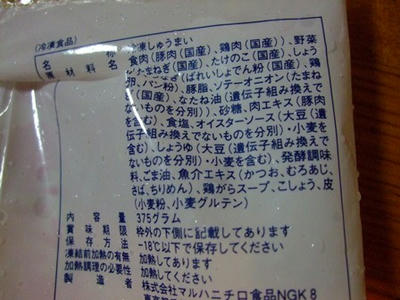 (冷凍食品)
名称 冷凍しゅうまい
原材料名 食肉(豚肉(国産)、鶏肉(国産))、野菜
(たまねぎ(国産)、たけのこ(国産)、しょう
が)、パン粉、
でん粉(ばれいしょでん粉(国産)、
鶏卵)、豚脂、ソテーオニオン(たまね
ぎ(国産)、なたね油(遺伝子組み換えで
ないものを分別))、砂糖、肉エキス(豚肉
を含む)、食塩、オイスターソース(大豆(遺
伝子組み換えでないものを分別)・小麦を
含む)、しょうゆ(大豆(遺伝子組み換えで
ないものを分別)・小麦を含む)、発酵調味
料、ごま油、魚介エキス(かつお、むろあじ、
さば、ちりめん)、鶏がらスープ、こしょう、皮
(小麦粉、小麦グルテン)
内容量 375グラム
賞味期限 枠外の下側に記載してあります
保存方法 -18℃以下で保存してください
凍結前加熱の有無 加熱してあります
加熱調理の必要性 加熱してください
製造者 株式会社マルハニチロ食品NGK8